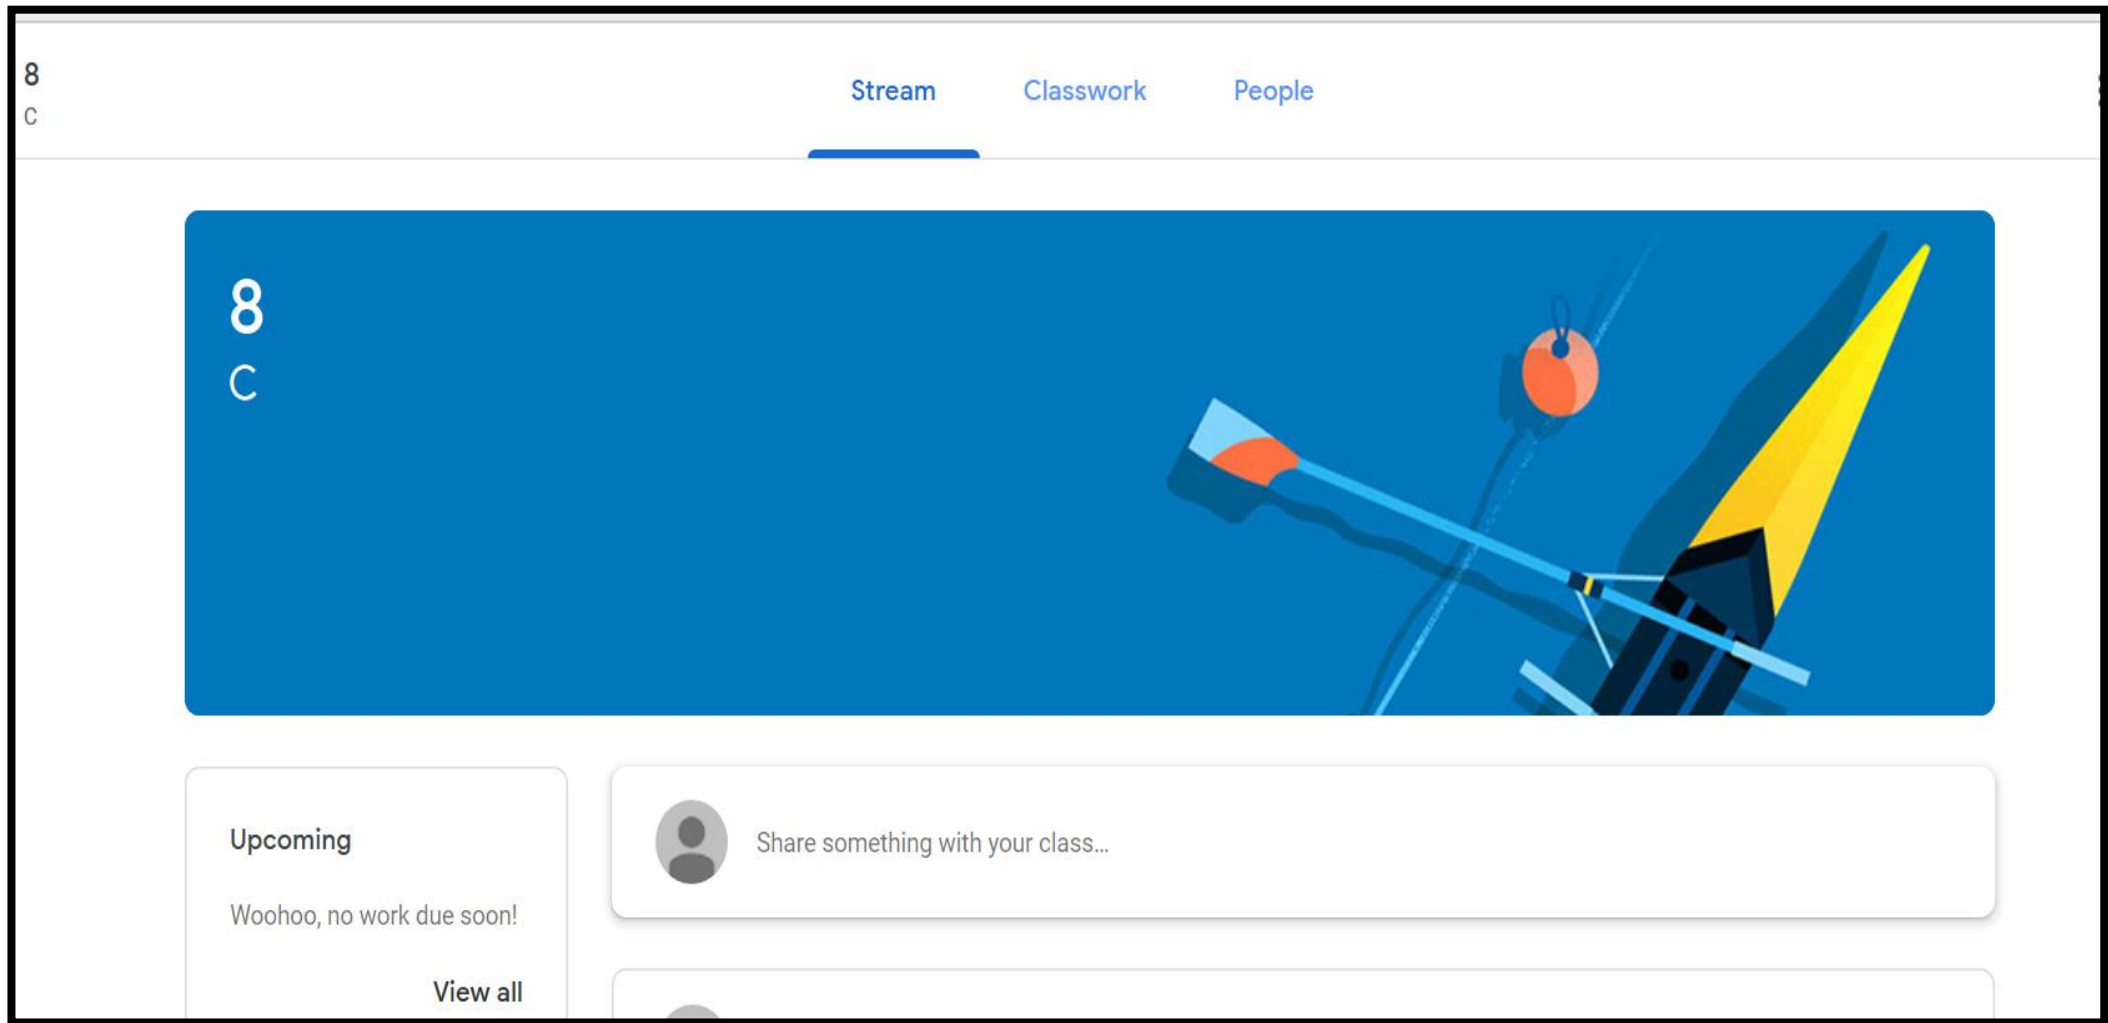 8
C
Stream
Classwork
People
8
C
Upcoming
Woohoo, no work due soon!
View all
Share something with your class...